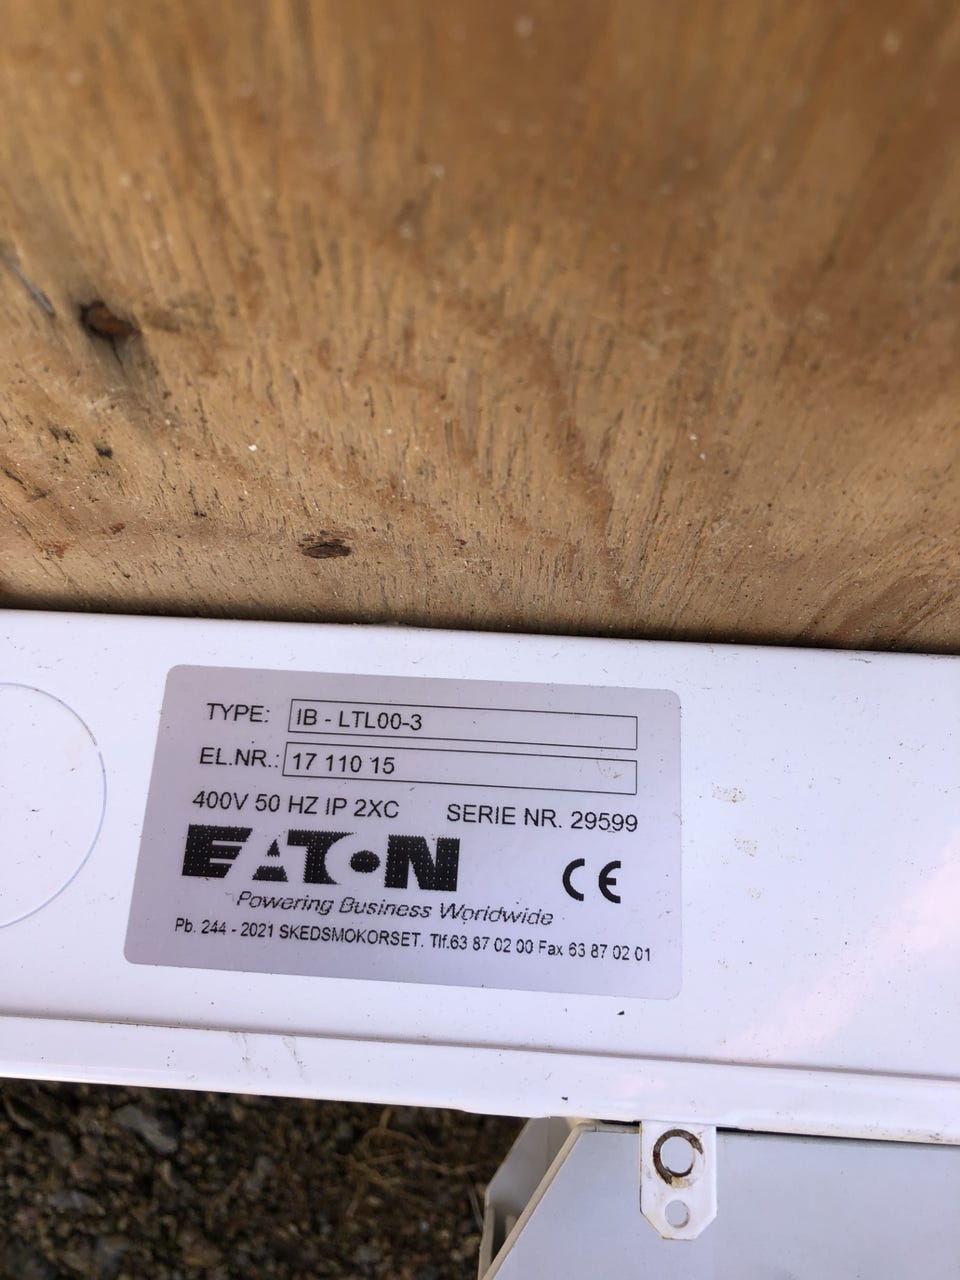 TYPE: IB - LTL00-3
EL.NR.: 17 110 15
400V 50 HZ IP 2XC SERIE NR. 29599
EATON CE
Powering Business Worldwide
Pb. 244 - 2021 SKEDSMOKORSET. Tlf.63 87 02 00 Fax 63 87 02 01